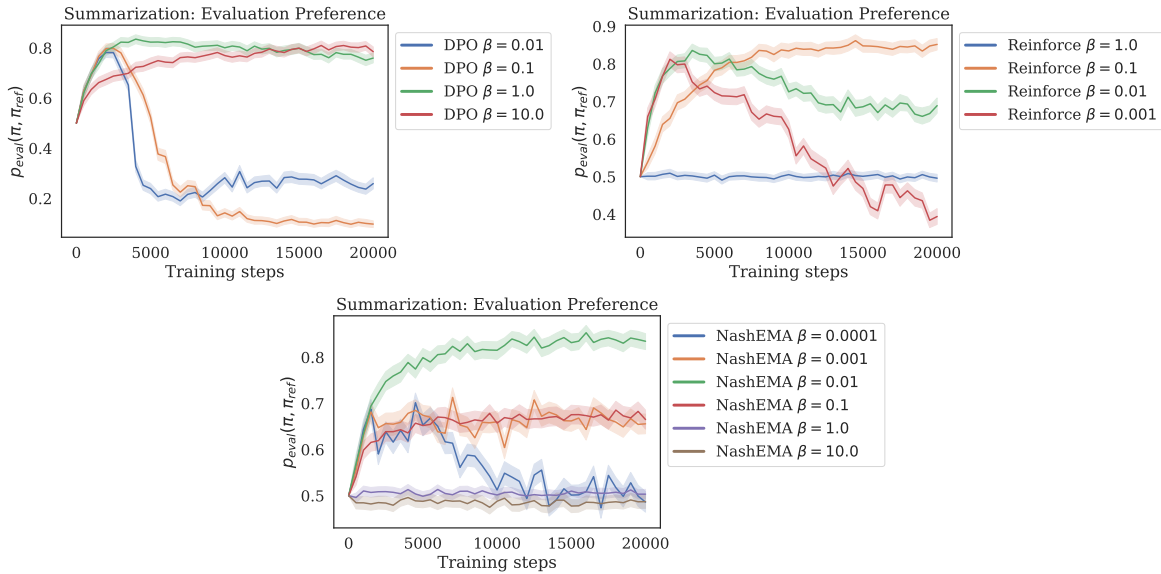 Summarization: Evaluation Preference
0.8
0.6
0.4
0.2
p_eval(π, π_ref)
0
5000
10000
15000
20000
Training steps
DPO β = 0.01
DPO β = 0.1
DPO β = 1.0
DPO β = 10.0
Summarization: Evaluation Preference
0.9
0.8
0.7
0.6
0.5
0.4
p_eval(π, π_ref)
0
5000
10000
15000
20000
Training steps
Reinforce β = 1.0
Reinforce β = 0.1
Reinforce β = 0.01
Reinforce β = 0.001
Summarization: Evaluation Preference
0.8
0.7
0.6
0.5
p_eval(π, π_ref)
0
5000
10000
15000
20000
Training steps
NashEMA β = 0.0001
NashEMA β = 0.001
NashEMA β = 0.01
NashEMA β = 0.1
NashEMA β = 1.0
NashEMA β = 10.0